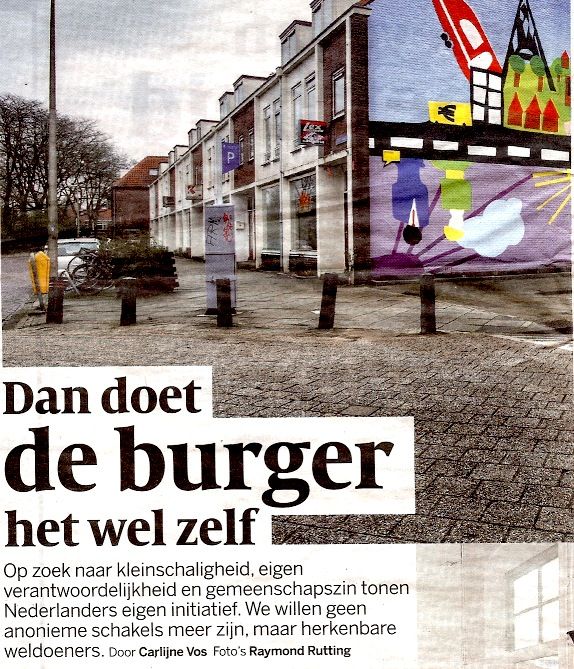 P
€
Dan doet
de burger
het wel zelf
Op zoek naar kleinschaligheid, eigen
verantwoordelijkheid en gemeenschapszin tonen
Nederlanders eigen initiatief. We willen geen
anonieme schakels meer zijn, maar herkenbare
weldoeners. Door Carlijne Vos Foto's Raymond Rutting